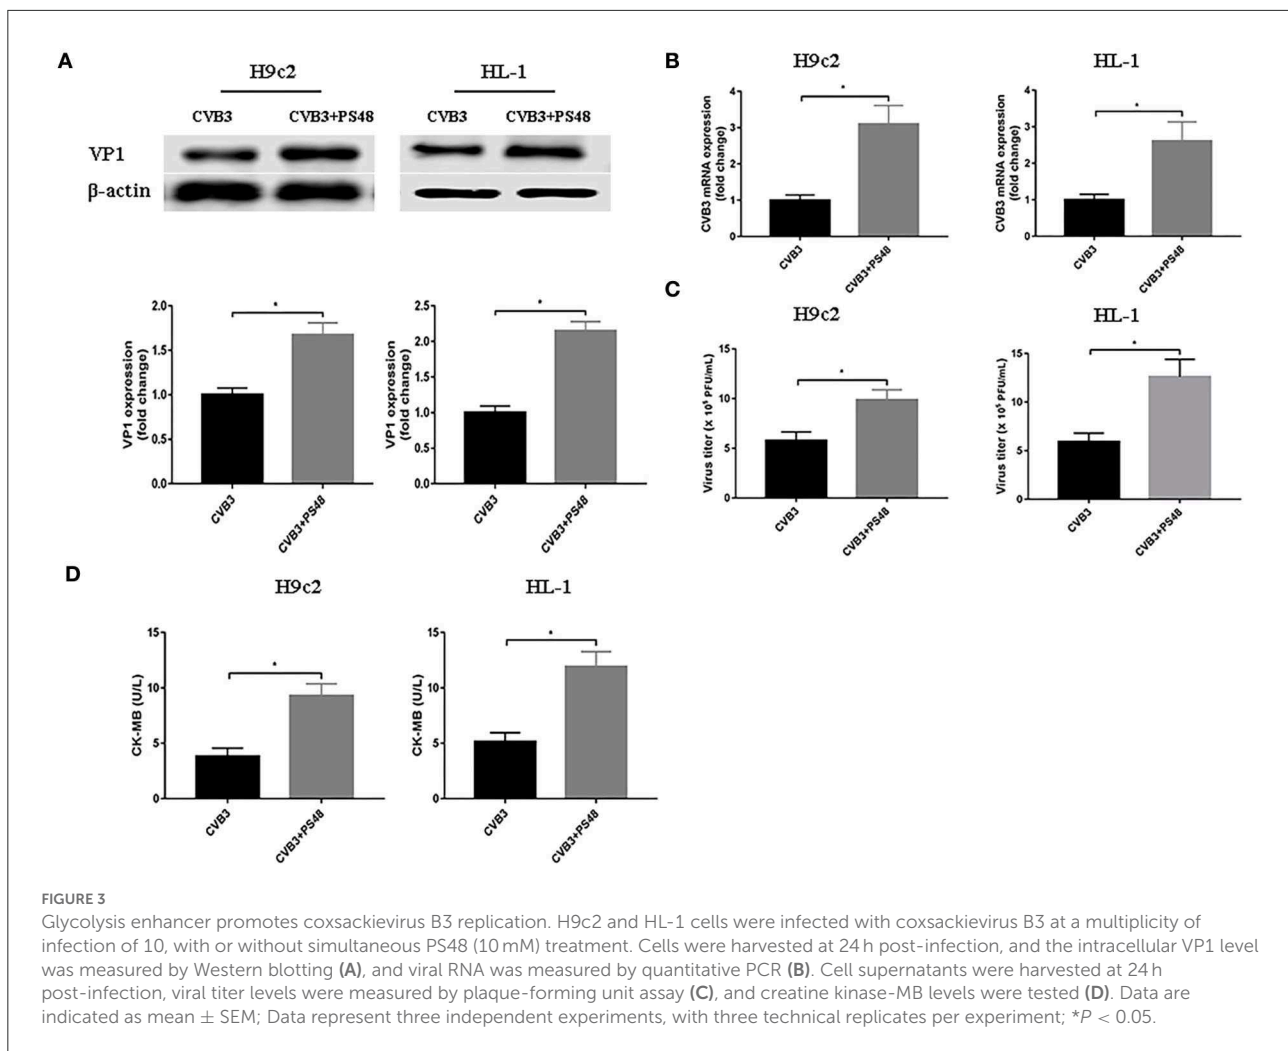 A
H9c2
HL-1
CVB3 CVB3+PS48
CVB3 CVB3+PS48
VP1
β-actin
VP1 expression
(fold change)
2.0
1.5
1.0
0.5
0.0
*
CVB3
CVB3+PS48
VP1 expression
(fold change)
2.5
2.0
1.5
1.0
0.5
0.0
*
CVB3
CVB3+PS48
B
H9c2
CVB3 mRNA expression
(fold change)
4
3
2
1
0
*
CVB3
CVB3+PS48
HL-1
CVB3 mRNA expression
(fold change)
5
4
3
2
1
0
*
CVB3
CVB3+PS48
C
H9c2
Virus titer (x 10⁵ PFU/mL)
15
10
5
0
*
CVB3
CVB3+PS48
HL-1
Virus titer (x 10⁵ PFU/mL)
15
10
5
0
*
CVB3
CVB3+PS48
D
H9c2
CK-MB (U/L)
15
10
5
0
*
CVB3
CVB3+PS48
HL-1
CK-MB (U/L)
15
10
5
0
*
CVB3
CVB3+PS48
FIGURE 3
Glycolysis enhancer promotes coxsackievirus B3 replication. H9c2 and HL-1 cells were infected with coxsackievirus B3 at a multiplicity of
infection of 10, with or without simultaneous PS48 (10 mM) treatment. Cells were harvested at 24 h post-infection, and the intracellular VP1 level
was measured by Western blotting (A), and viral RNA was measured by quantitative PCR (B). Cell supernatants were harvested at 24 h
post-infection, viral titer levels were measured by plaque-forming unit assay (C), and creatine kinase-MB levels were tested (D). Data are
indicated as mean ± SEM; Data represent three independent experiments, with three technical replicates per experiment; *P < 0.05.